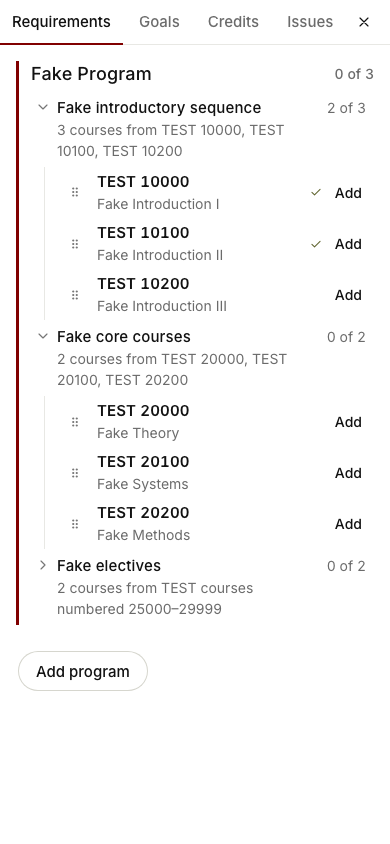 Requirements Goals Credits Issues ×
Fake Program 0 of 3
Fake introductory sequence 2 of 3
3 courses from TEST 10000, TEST
10100, TEST 10200
TEST 10000
Fake Introduction I
Add
TEST 10100
Fake Introduction II
Add
TEST 10200
Fake Introduction III
Add
Fake core courses 0 of 2
2 courses from TEST 20000, TEST
20100, TEST 20200
TEST 20000
Fake Theory
Add
TEST 20100
Fake Systems
Add
TEST 20200
Fake Methods
Add
Fake electives 0 of 2
2 courses from TEST courses
numbered 25000–29999
Add program